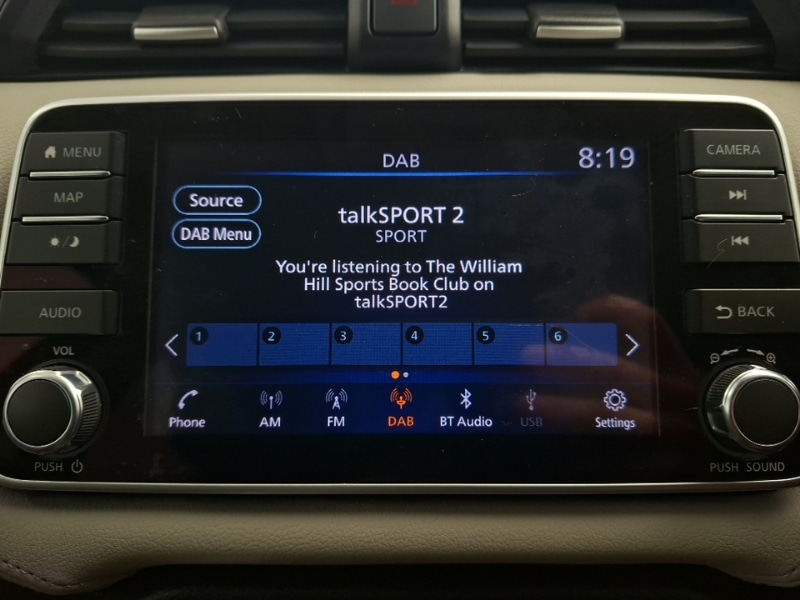 MENU
MAP
AUDIO
VOL
PUSH
DAB
8:19
Source
DAB Menu
talkSPORT 2
SPORT
You're listening to The William
Hill Sports Book Club on
talkSPORT2
1 2 3 4 5 6
Phone AM FM DAB BT Audio USB Settings
CAMERA
BACK
PUSH SOUND